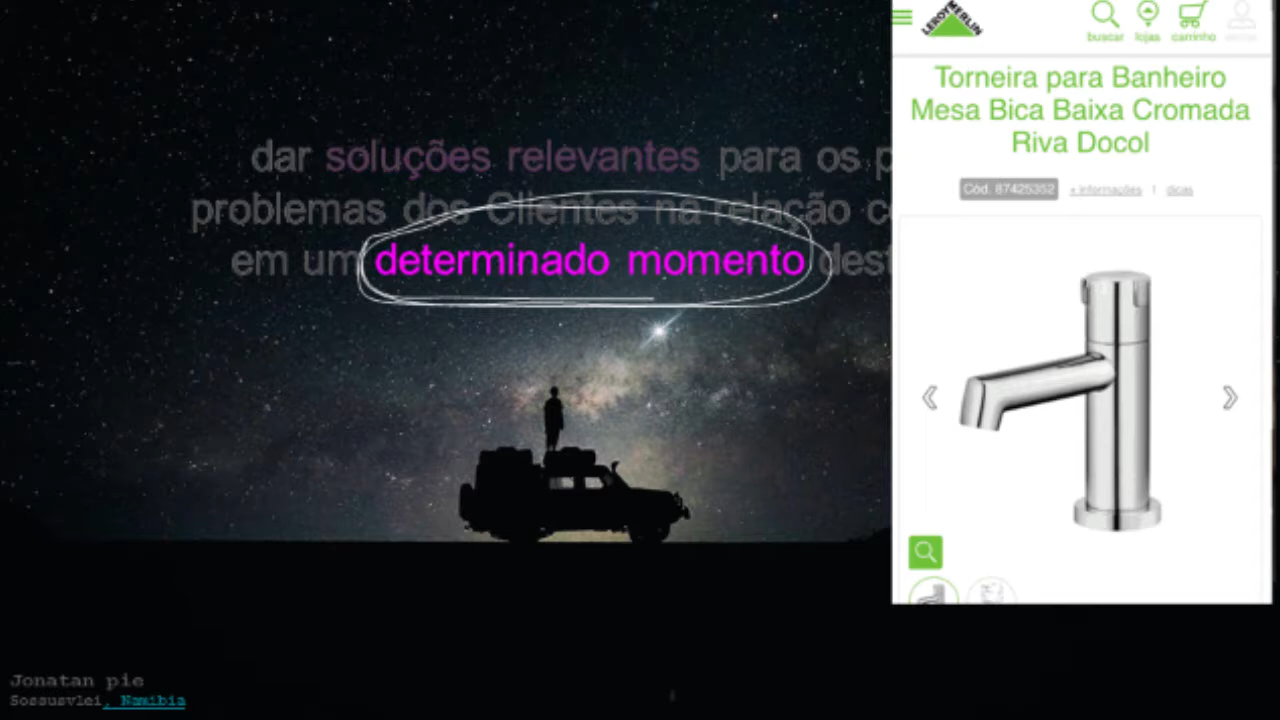 dar soluções relevantes para os p
problemas dos Clientes na relação c
em um determinado momento dest
LEROY MERLIN
buscar lojas carrinho
Torneira para Banheiro
Mesa Bica Baixa Cromada
Riva Docol
Cód. 87425352 + informações | dicas
Jonatan pie
Sossusvlei, Namibia